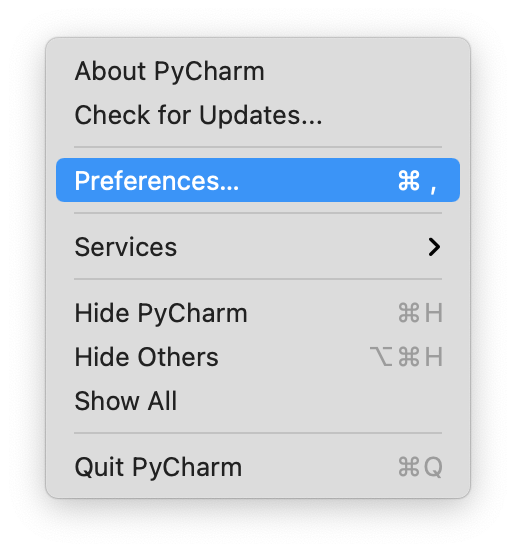 About PyCharm
Check for Updates...
Preferences... ⌘ ,
Services
Hide PyCharm ⌘H
Hide Others ⌥⌘H
Show All
Quit PyCharm ⌘Q